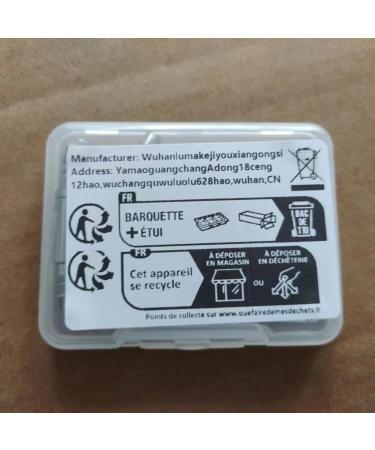 Manufacturer: Wuhanlumakejiyouxiangongsi
Address: YamaoguangchangAdong18ceng
12hao,wuchangquwuluolu628hao,wuhan,CN
FR
BARQUETTE
+ ÉTUI
BAC
DE
TRI
FR
Cet appareil
se recycle
À DÉPOSER
EN MAGASIN
OU
À DÉPOSER
EN DÉCHÈTERIE
Points de collecte sur www.quefairedemesdechets.fr